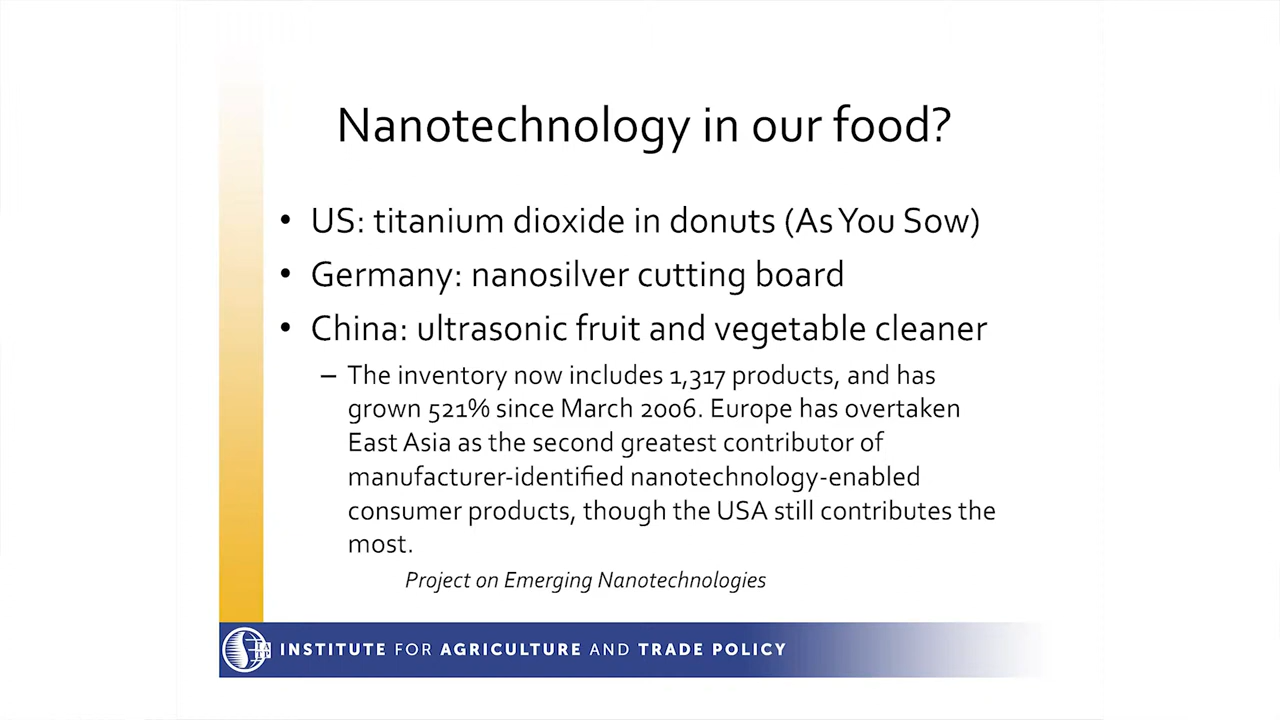 Nanotechnology in our food?
• US: titanium dioxide in donuts (As You Sow)
• Germany: nanosilver cutting board
• China: ultrasonic fruit and vegetable cleaner
– The inventory now includes 1,317 products, and has
grown 521% since March 2006. Europe has overtaken
East Asia as the second greatest contributor of
manufacturer-identified nanotechnology-enabled
consumer products, though the USA still contributes the
most.
Project on Emerging Nanotechnologies
IATP
INSTITUTE FOR AGRICULTURE AND TRADE POLICY